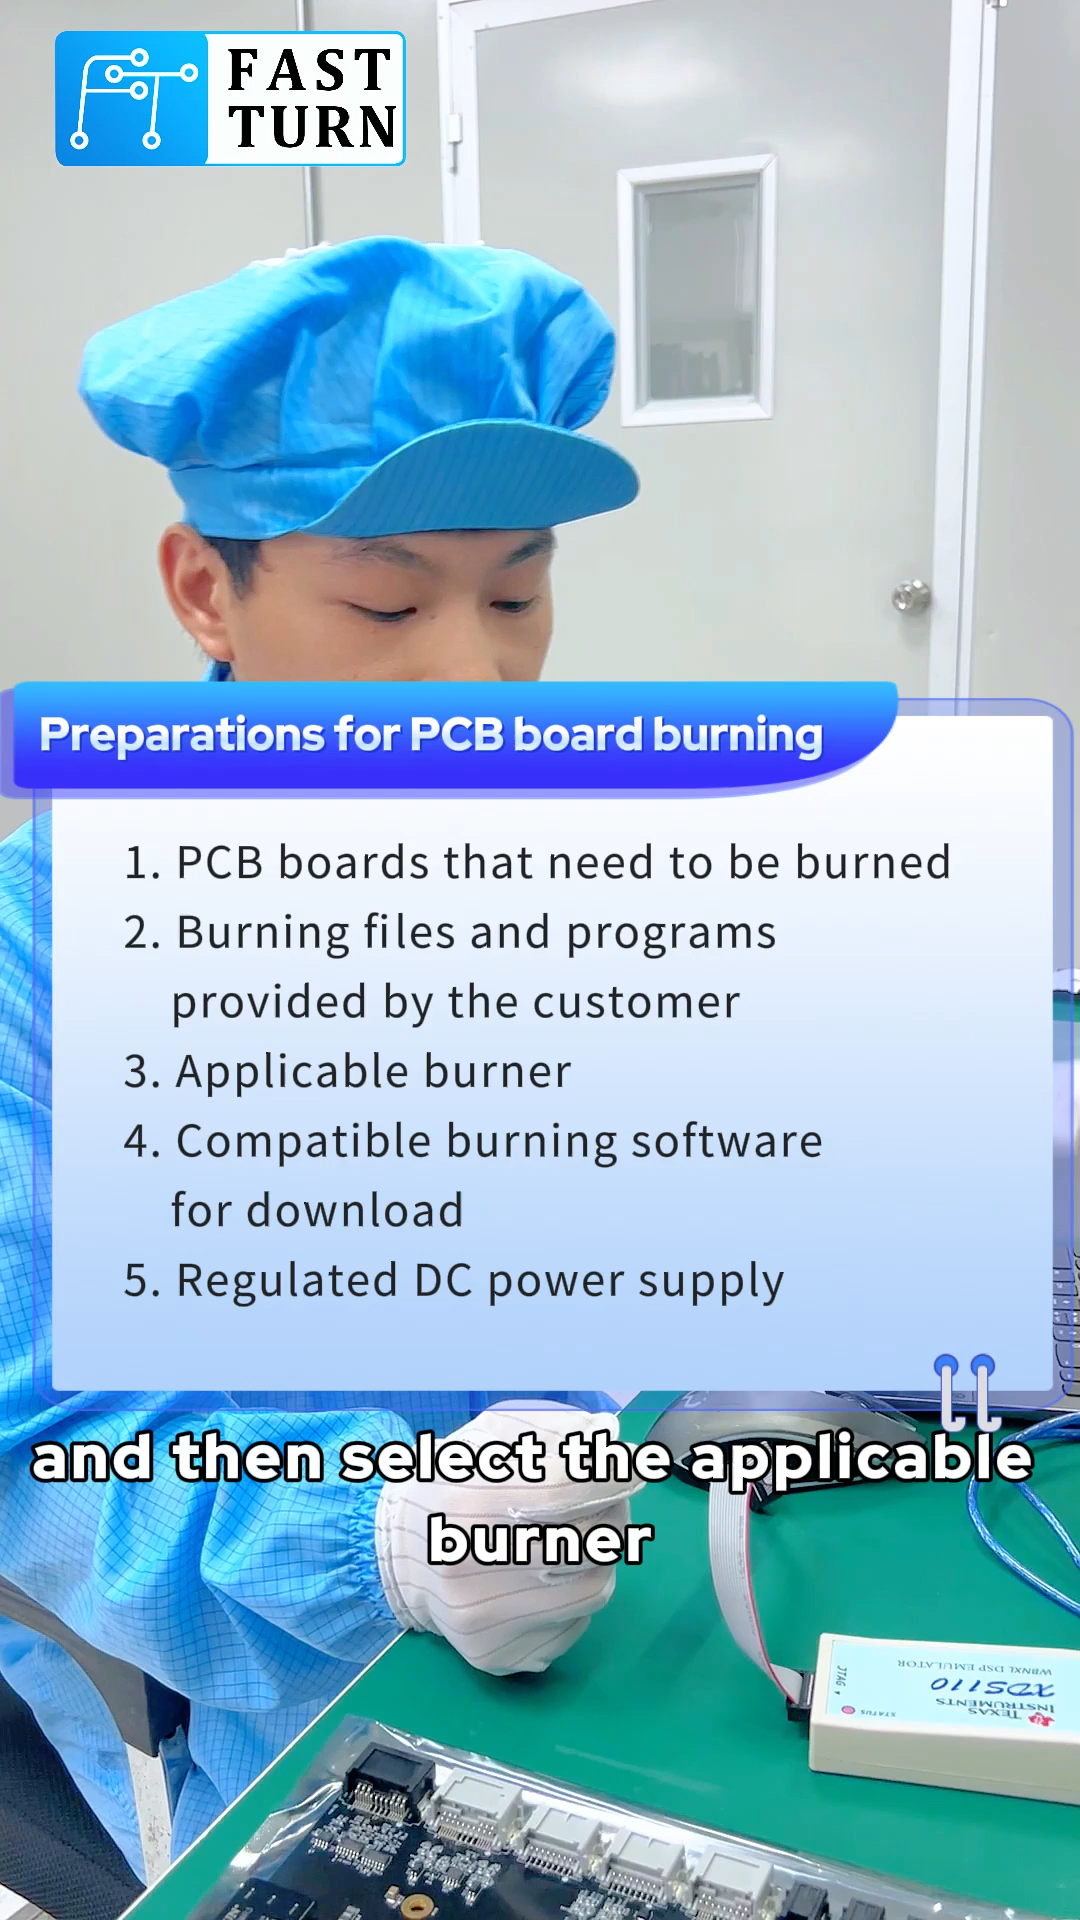 FAST
TURN
Preparations for PCB board burning
1. PCB boards that need to be burned
2. Burning files and programs
provided by the customer
3. Applicable burner
4. Compatible burning software
for download
5. Regulated DC power supply
and then select the applicable
burner
JTAG
STATUS
TEXAS
INSTRUMENTS
XDS110
DSP EMULATOR